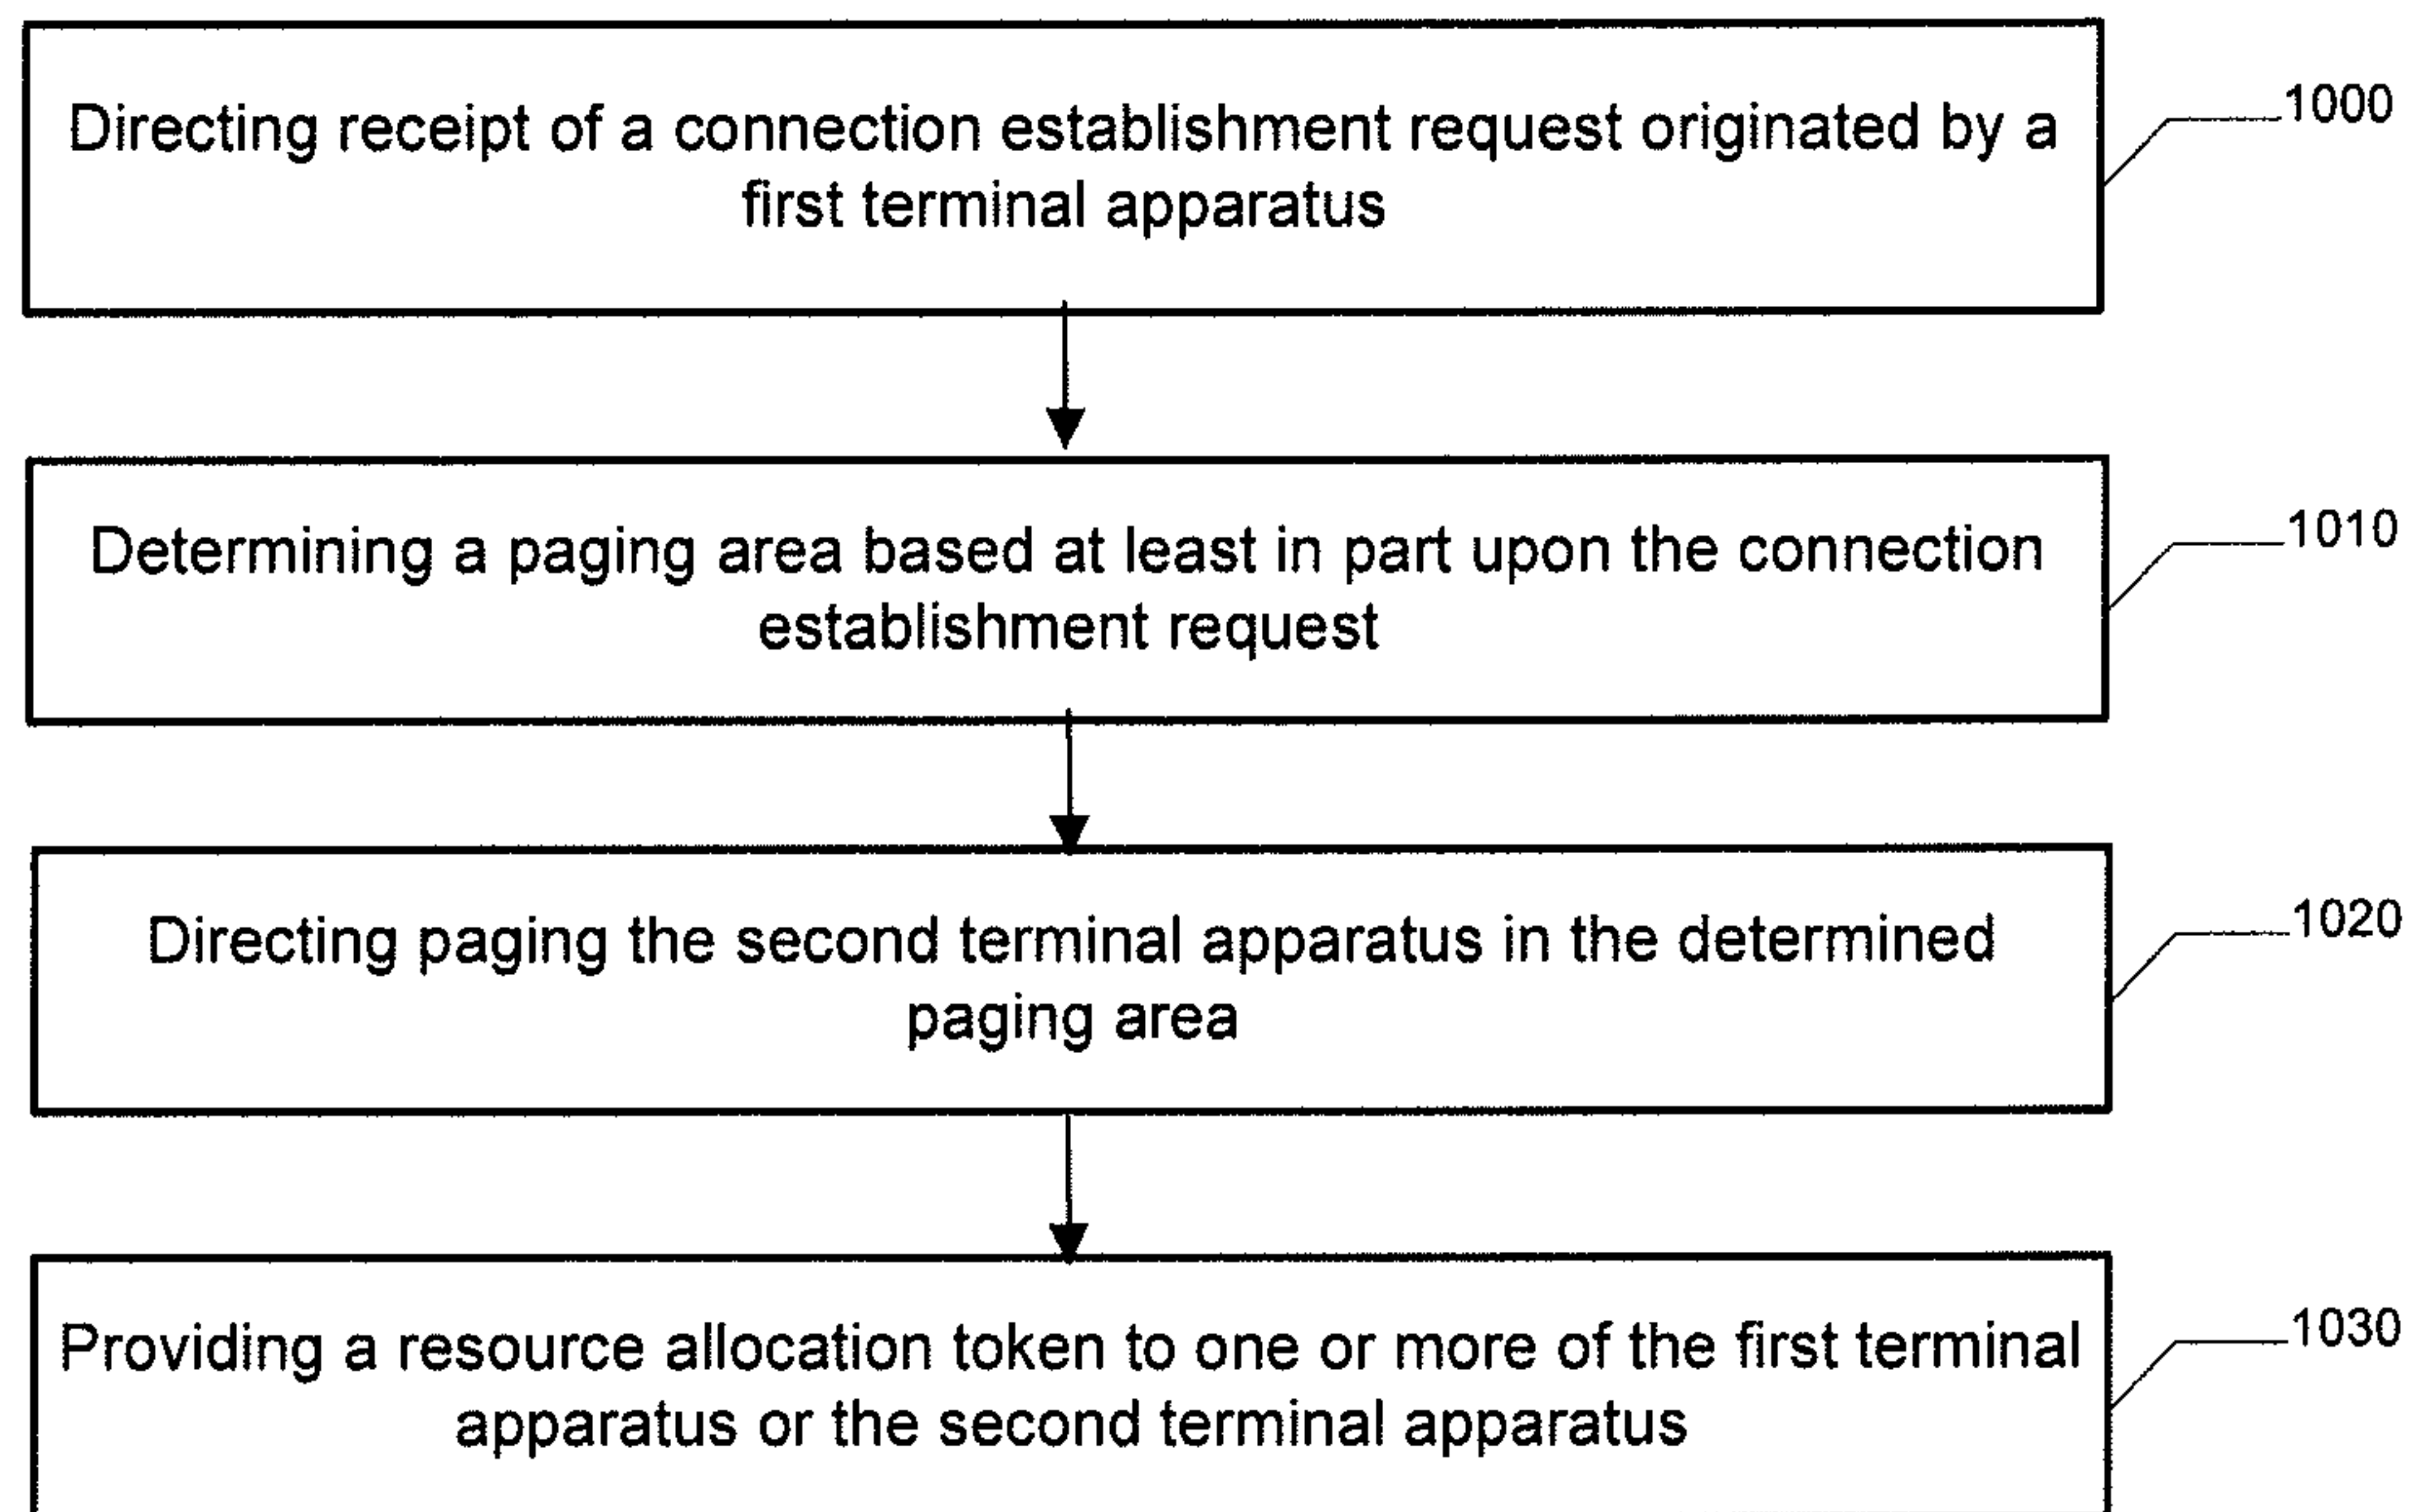 Directing receipt of a connection establishment request originated by a
first terminal apparatus
1000
Determining a paging area based at least in part upon the connection
establishment request
1010
Directing paging the second terminal apparatus in the determined
paging area
1020
Providing a resource allocation token to one or more of the first terminal
apparatus or the second terminal apparatus
1030